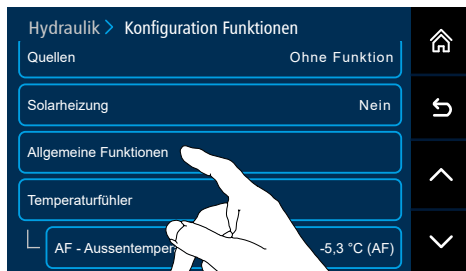 Hydraulik > Konfiguration Funktionen
Quellen Ohne Funktion
Solarheizung Nein
Allgemeine Funktionen
Temperaturfühler
AF - Aussentemper -5,3 °C (AF)